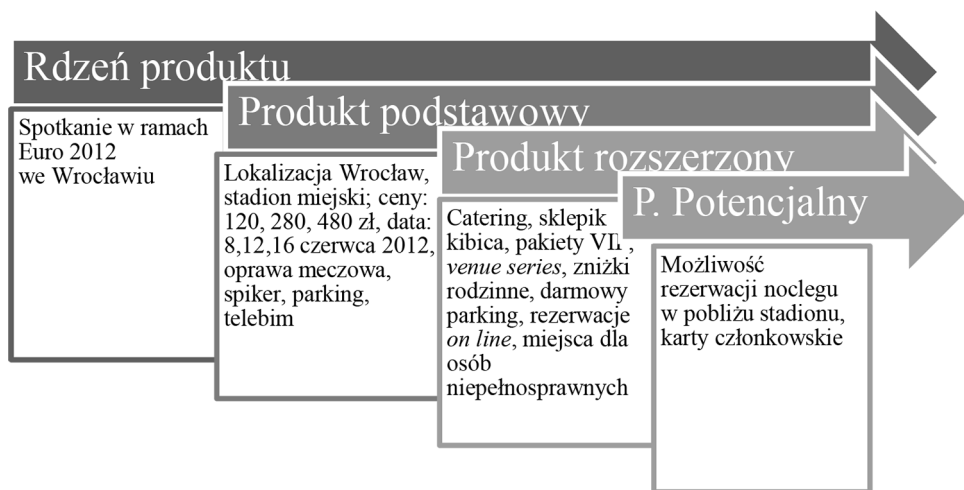 Rdzeń produktu
Spotkanie w ramach
Euro 2012
we Wrocławiu
Produkt podstawowy
Lokalizacja Wrocław,
stadion miejski; ceny:
120, 280, 480 zł, data:
8,12,16 czerwca 2012,
oprawa meczowa,
spiker, parking,
telebim
Produkt rozszerzony
Catering, sklepik
kibica, pakiety VIP,
venue series, zniżki
rodzinne, darmowy
parking, rezerwacje
on line, miejsca dla
osób
niepełnosprawnych
P. Potencjalny
Możliwość
rezerwacji noclegu
w pobliżu stadionu,
karty członkowskie